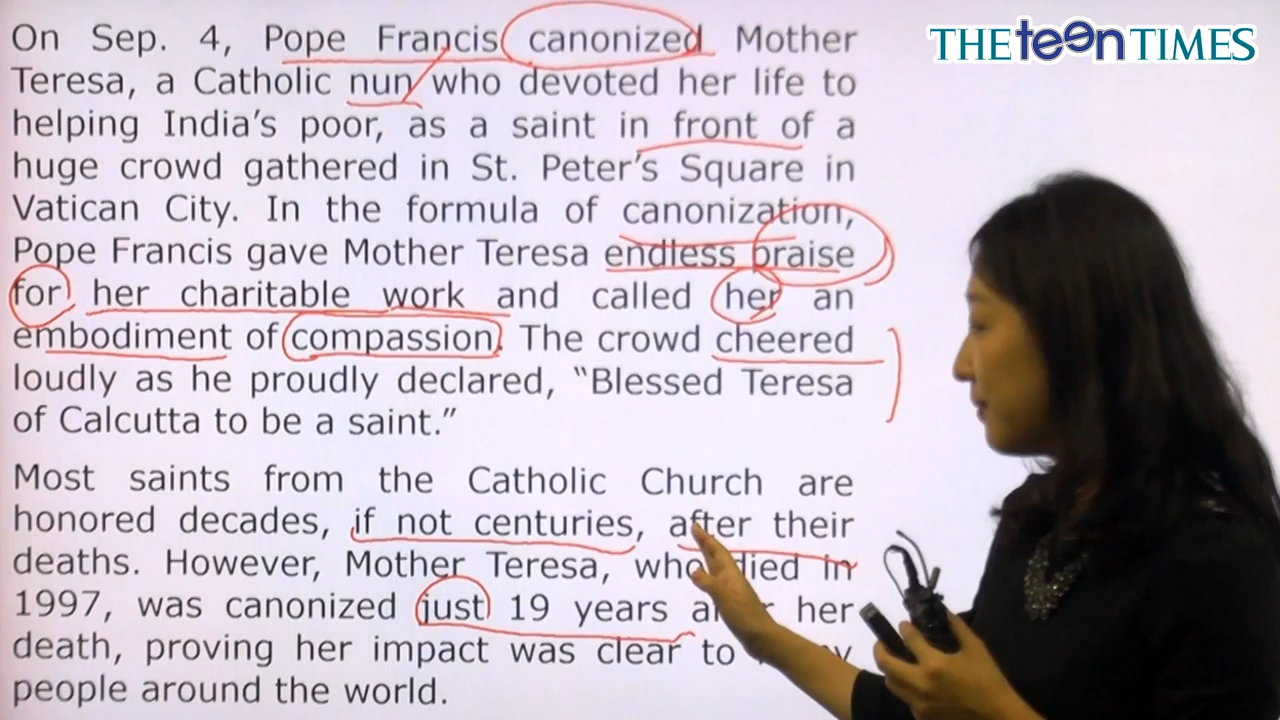 THE teen TIMES
On Sep. 4, Pope Francis canonized Mother
Teresa, a Catholic nun who devoted her life to
helping India's poor, as a saint in front of a
huge crowd gathered in St. Peter's Square in
Vatican City. In the formula of canonization,
Pope Francis gave Mother Teresa endless praise
for her charitable work and called her an
embodiment of compassion. The crowd cheered
loudly as he proudly declared, “Blessed Teresa
of Calcutta to be a saint.”
Most saints from the Catholic Church are
honored decades, if not centuries, after their
deaths. However, Mother Teresa, who died in
1997, was canonized just 19 years after her
death, proving her impact was clear to many
people around the world.